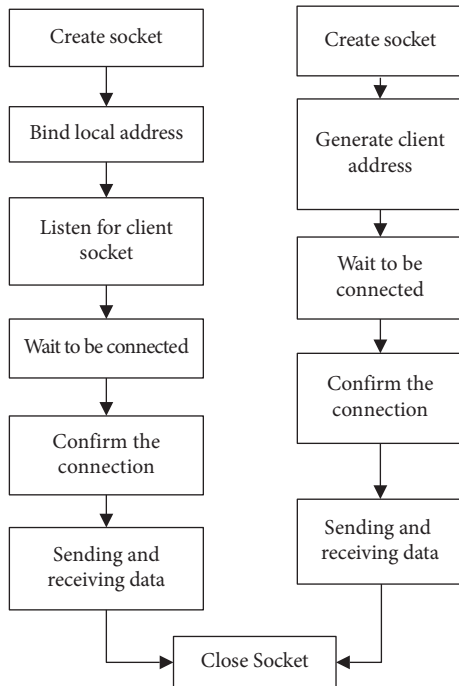 Create socket
Bind local address
Listen for client
socket
Wait to be connected
Confirm the
connection
Sending and
receiving data
Create socket
Generate client
address
Wait to be
connected
Confirm the
connection
Sending and
receiving data
Close Socket